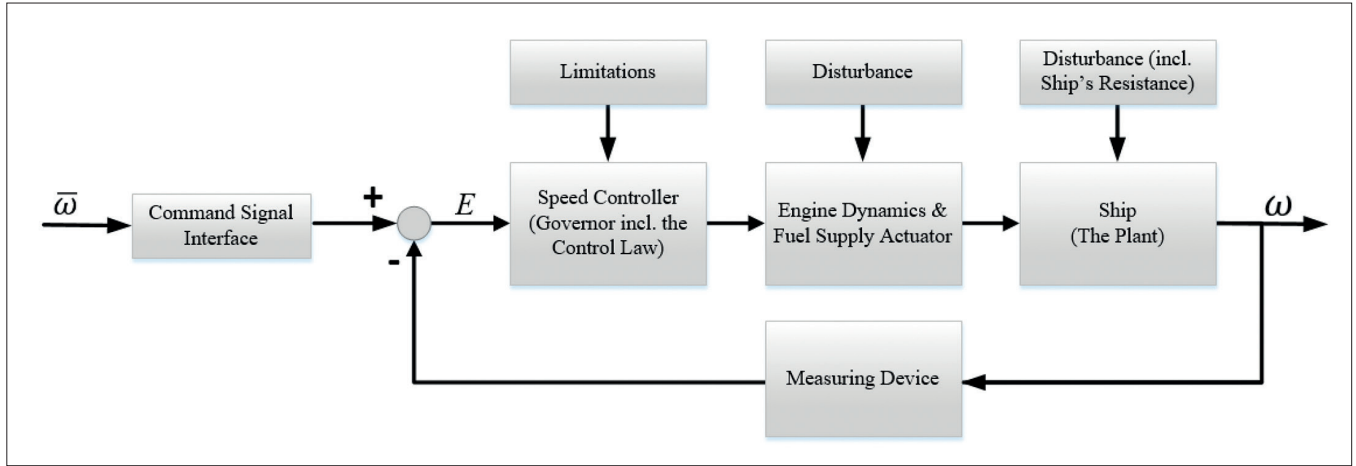 Limitations
Disturbance
Disturbance (incl.
Ship's Resistance)
ω̅
Command Signal
Interface
+
-
E
Speed Controller
(Governor incl. the
Control Law)
Engine Dynamics &
Fuel Supply Actuator
Ship
(The Plant)
ω
Measuring Device